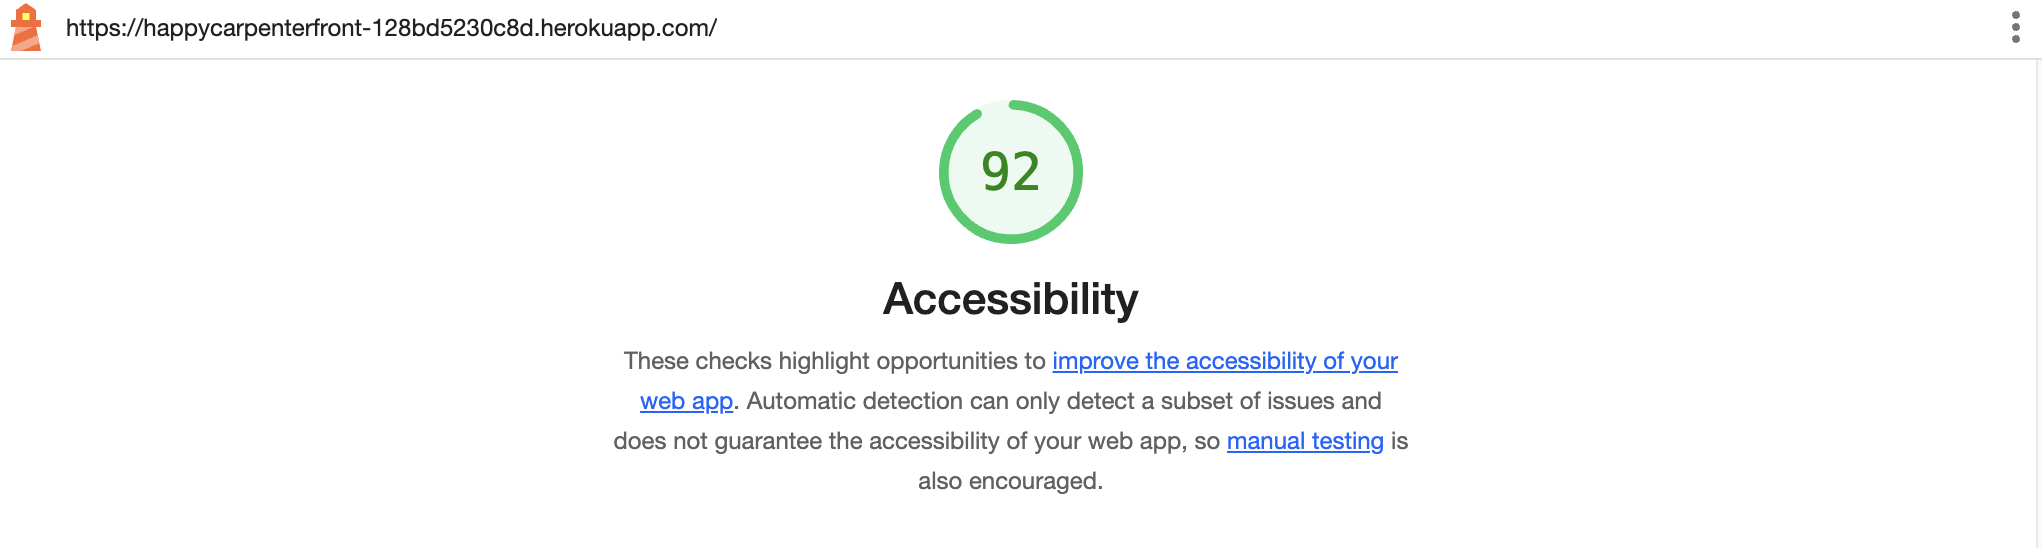 https://happycarpenterfront-128bd5230c8d.herokuapp.com/
92
Accessibility
These checks highlight opportunities to improve the accessibility of your
web app. Automatic detection can only detect a subset of issues and
does not guarantee the accessibility of your web app, so manual testing is
also encouraged.